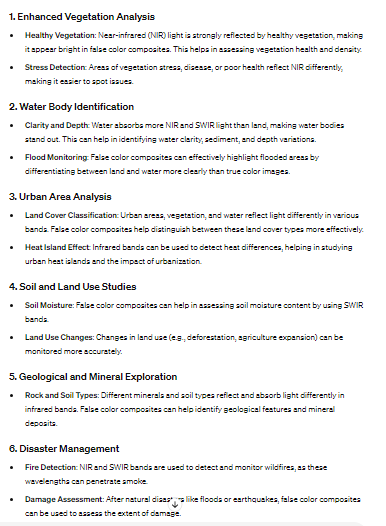 1. Enhanced Vegetation Analysis
• Healthy Vegetation: Near-infrared (NIR) light is strongly reflected by healthy vegetation, making
it appear bright in false color composites. This helps in assessing vegetation health and density.
• Stress Detection: Areas of vegetation stress, disease, or poor health reflect NIR differently,
making it easier to spot issues.
2. Water Body Identification
• Clarity and Depth: Water absorbs more NIR and SWIR light than land, making water bodies
stand out. This can help in identifying water clarity, sediment, and depth variations.
• Flood Monitoring: False color composites can effectively highlight flooded areas by
differentiating between land and water more clearly than true color images.
3. Urban Area Analysis
• Land Cover Classification: Urban areas, vegetation, and water reflect light differently in various
bands. False color composites help distinguish between these land cover types more effectively.
• Heat Island Effect: Infrared bands can be used to detect heat differences, helping in studying
urban heat islands and the impact of urbanization.
4. Soil and Land Use Studies
• Soil Moisture: False color composites can help in assessing soil moisture content by using SWIR
bands.
• Land Use Changes: Changes in land use (e.g., deforestation, agriculture expansion) can be
monitored more accurately.
5. Geological and Mineral Exploration
• Rock and Soil Types: Different minerals and soil types reflect and absorb light differently in
infrared bands. False color composites can help identify geological features and mineral
deposits.
6. Disaster Management
• Fire Detection: NIR and SWIR bands are used to detect and monitor wildfires, as these
wavelengths can penetrate smoke.
• Damage Assessment: After natural disasters like floods or earthquakes, false color composites
can be used to assess the extent of damage.